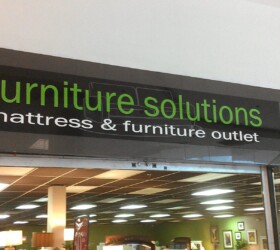 urniture solutions
mattress & furniture outlet